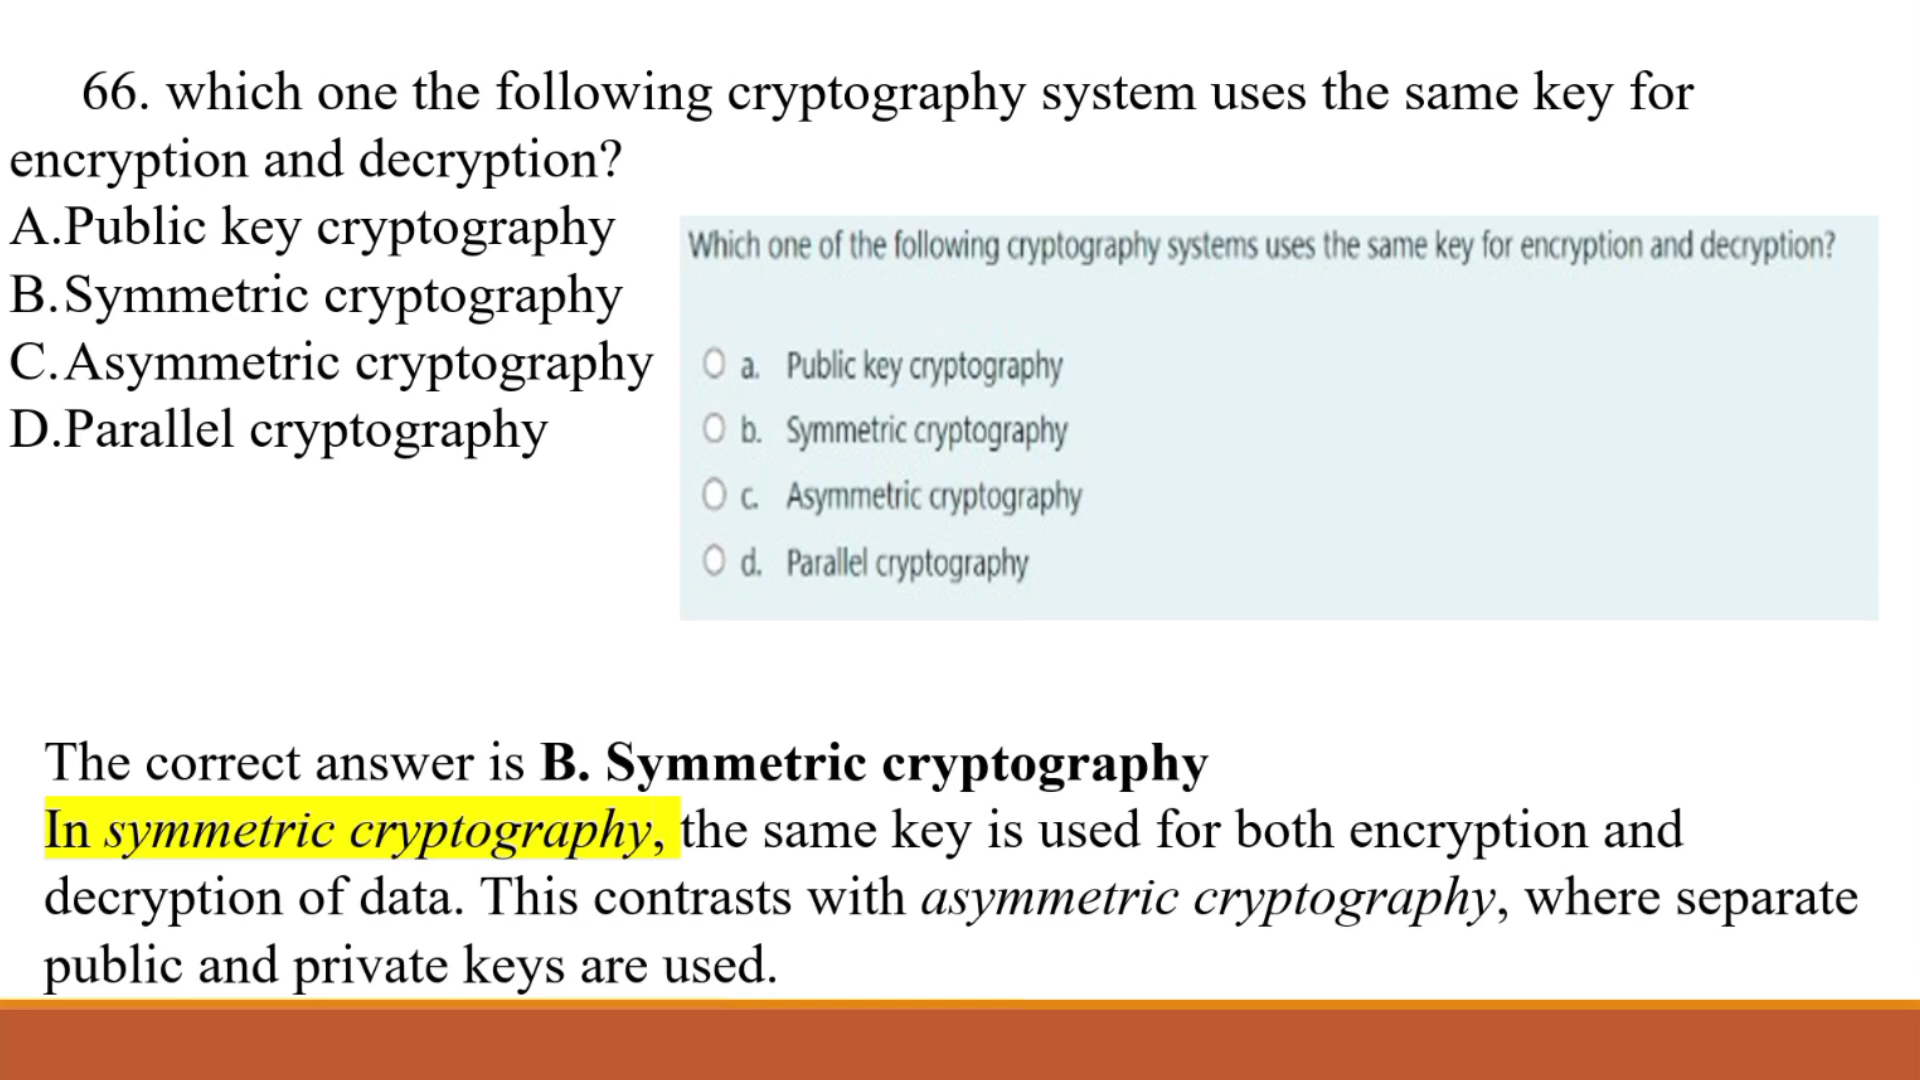 66. which one the following cryptography system uses the same key for
encryption and decryption?
A.Public key cryptography
B.Symmetric cryptography
C.Asymmetric cryptography
D.Parallel cryptography
Which one of the following cryptography systems uses the same key for encryption and decryption?
a. Public key cryptography
b. Symmetric cryptography
c. Asymmetric cryptography
d. Parallel cryptography
The correct answer is B. Symmetric cryptography
In symmetric cryptography, the same key is used for both encryption and
decryption of data. This contrasts with asymmetric cryptography, where separate
public and private keys are used.